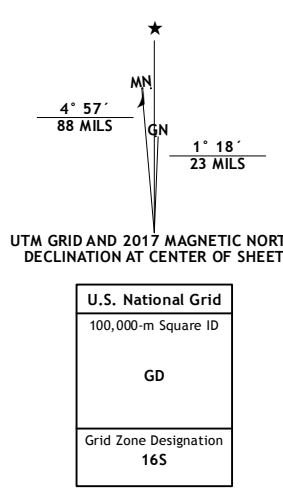 ★
MN
4° 57´
88 MILS
GN
1° 18´
23 MILS
UTM GRID AND 2017 MAGNETIC NORT
DECLINATION AT CENTER OF SHEET
U.S. National Grid
100,000-m Square ID
GD
Grid Zone Designation
16S